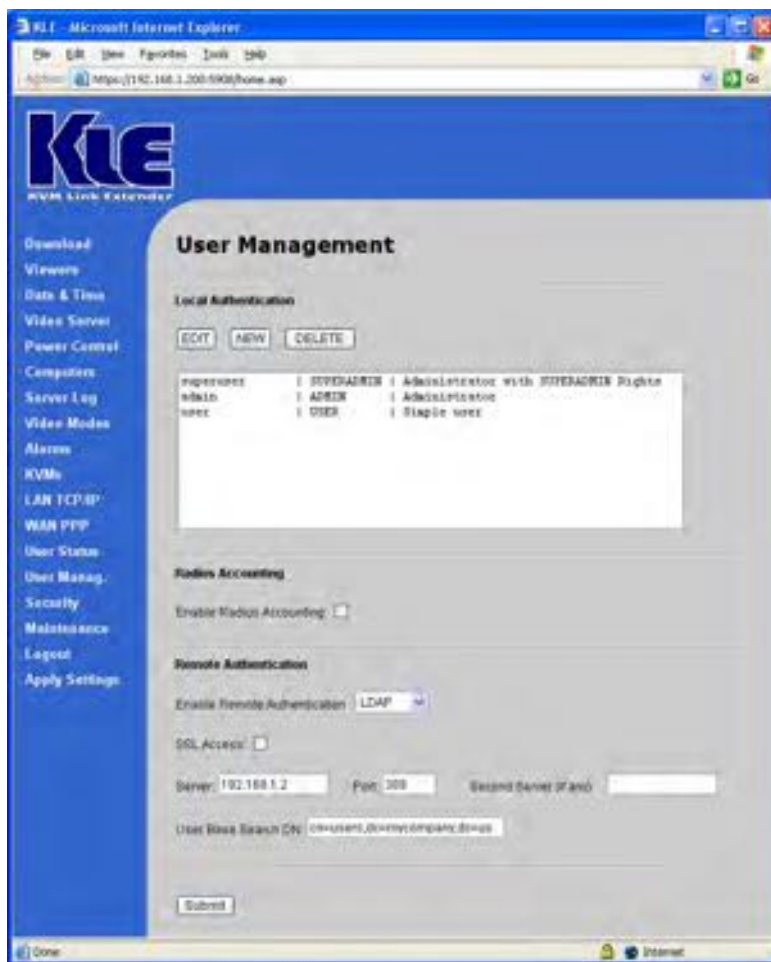 KLE - Microsoft Internet Explorer
File Edit View Favorites Tools Help
Address https://192.168.1.200:5908/home.asp Go
KLE
KVM Link Extender
Download
Viewers
Date & Time
Video Server
Power Control
Computers
Server Log
Video Modes
Alarms
KVMs
LAN TCP/IP
WAN PPP
User Status
User Manag.
Security
Maintenance
Logout
Apply Settings
User Management
Local Authentication
EDIT NEW DELETE
superuser | SUPERADMIN | Administrator with SUPERADMIN Rights
admin | ADMIN | Administrator
user | USER | Simple user
Radius Accounting
Enable Radius Accounting:
Remote Authentication
Enable Remote Authentication: LDAP
SSL Access:
Server: 192.168.1.2 Port: 389 Second Server (if any):
User Base Search DN: cn=users,dc=mycompany,dc=us
Submit
Done Internet